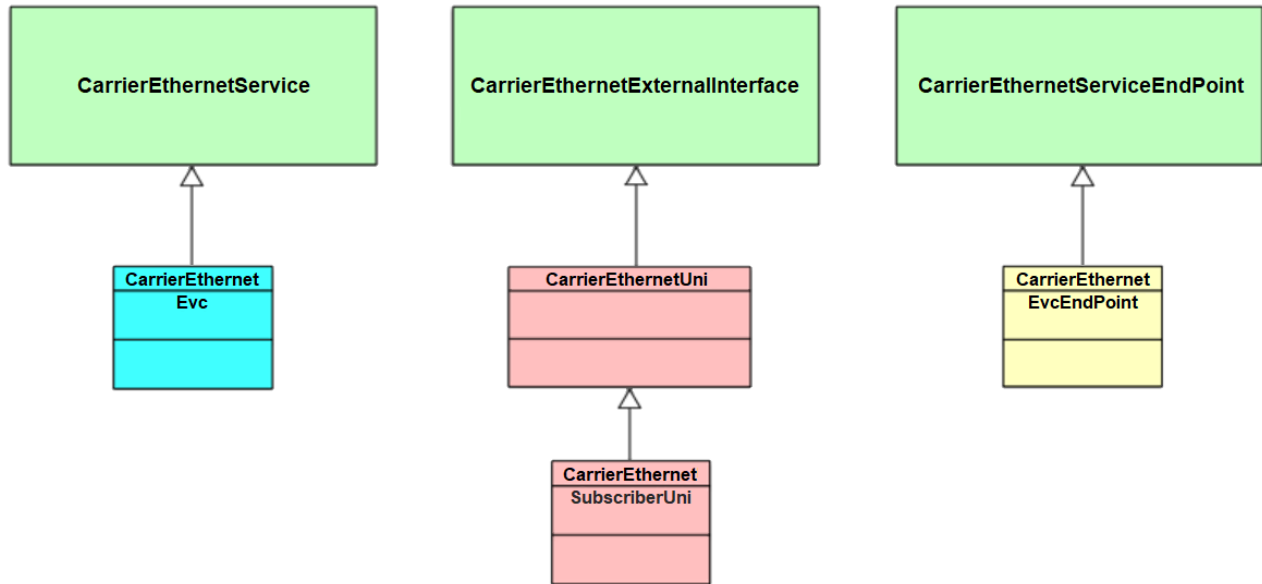 CarrierEthernetService
CarrierEthernetExternalInterface
CarrierEthernetServiceEndPoint
CarrierEthernet
Evc
CarrierEthernetUni
CarrierEthernet
EvcEndPoint
CarrierEthernet
SubscriberUni